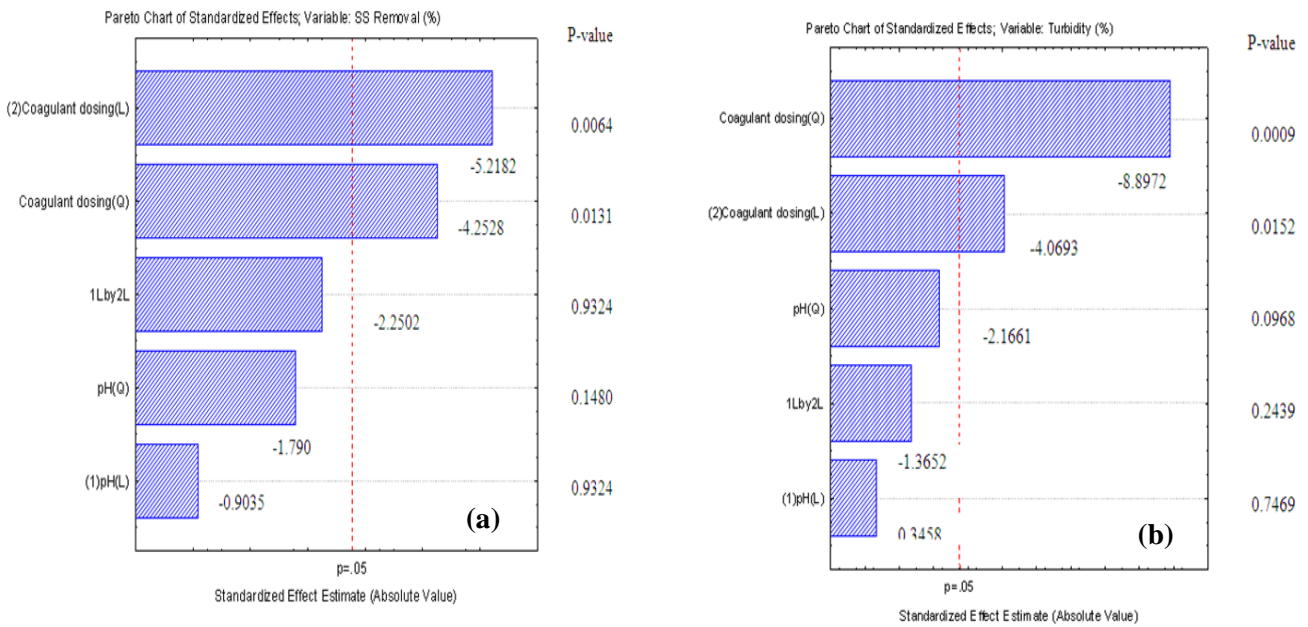 Pareto Chart of Standardized Effects; Variable: SS Removal (%)
P-value
(2)Coagulant dosing(L)
0.0064
-5.2182
Coagulant dosing(Q)
-4.2528
0.0131
1Lby2L
-2.2502
0.9324
pH(Q)
-1.790
0.1480
(1)pH(L)
-0.9035
0.9324
(a)
p=.05
Standardized Effect Estimate (Absolute Value)
Pareto Chart of Standardized Effects; Variable: Turbidity (%)
P-value
Coagulant dosing(Q)
0.0009
-8.8972
(2)Coagulant dosing(L)
-4.0693
0.0152
pH(Q)
-2.1661
0.0968
1Lby2L
-1.3652
0.2439
(1)pH(L)
0.3458
0.7469
(b)
p=.05
Standardized Effect Estimate (Absolute Value)